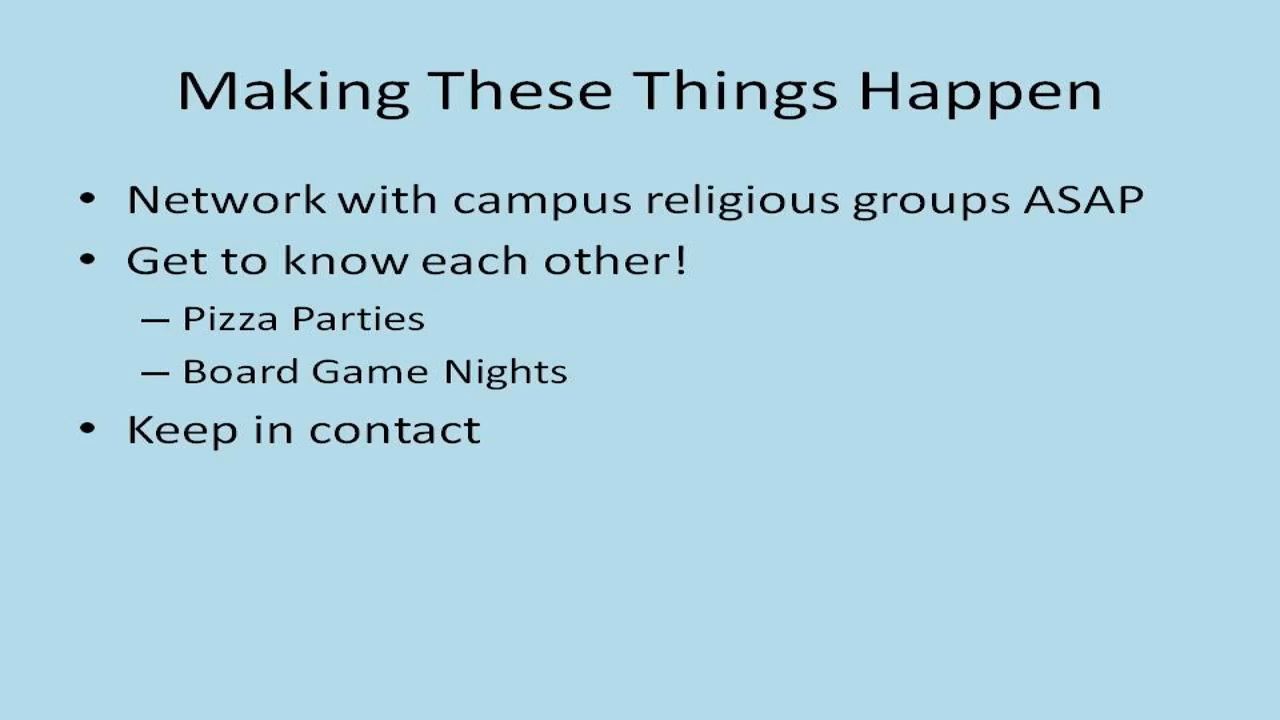 Making These Things Happen
• Network with campus religious groups ASAP
• Get to know each other!
– Pizza Parties
– Board Game Nights
• Keep in contact